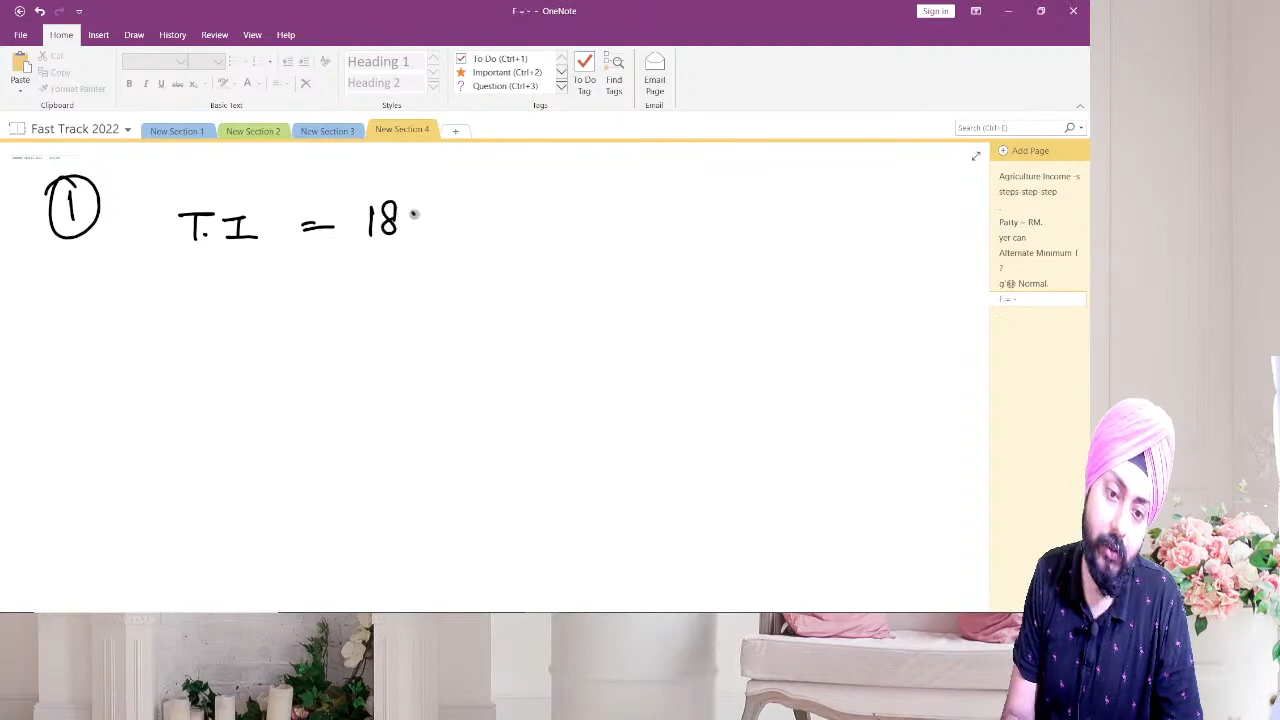 F = - - OneNote
Sign in
File Home Insert Draw History Review View Help
Paste
Cut
Copy
Format Painter
Clipboard
B I U abc
Basic Text
Heading 1
Heading 2
Styles
To Do (Ctrl+1)
Important (Ctrl+2)
Question (Ctrl+3)
To Do Tag
Find Tags
Tags
Email Page
Email
Fast Track 2022 New Section 1 New Section 2 New Section 3 New Section 4 +
Search (Ctrl+E)
Add Page
Agriculture Income -s
steps-step-step
.
Patty - RM.
yer can
Alternate Minimum T
?
Normal.
1 T.I = 18